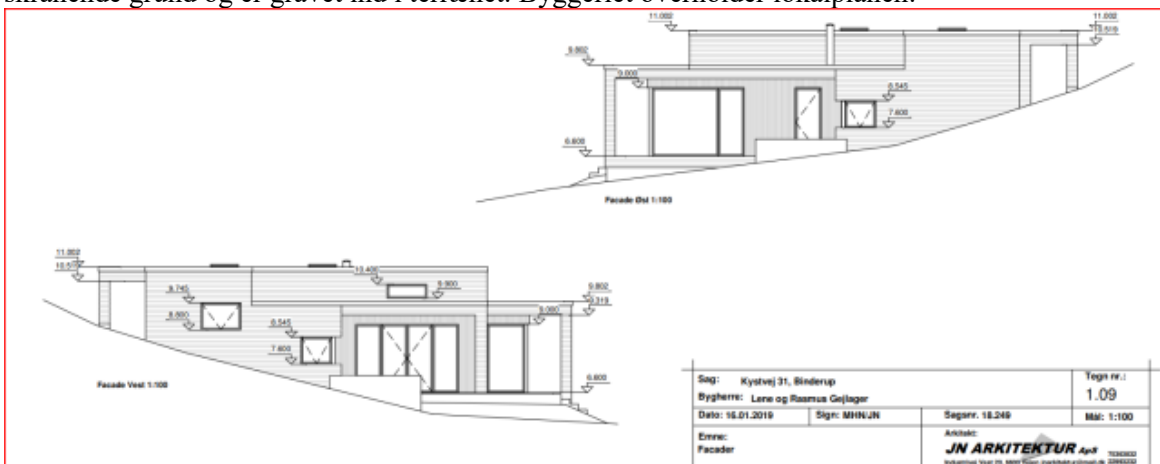 skrånende grund og er gravet ind i terrænet. Byggeriet overholder lokalplanen.
11.002
11.002
10.519
9.802
9.000
8.545
7.600
6.600
Facade Øst 1:100
11.002
10.5
10.400
9.745
9.900
9.802
9.319
8.800
9.000
8.545
7.600
6.600
Facade Vest 1:100
Sag: Kystvej 31, Binderup
Tegn nr.:
1.09
Bygherre: Lene og Rasmus Gejlager
Dato: 16.01.2019 Sign: MHN/JN Sagsnr. 18.249 Mål: 1:100
Emne:
Facader
Arkitekt:
JN ARKITEKTUR ApS